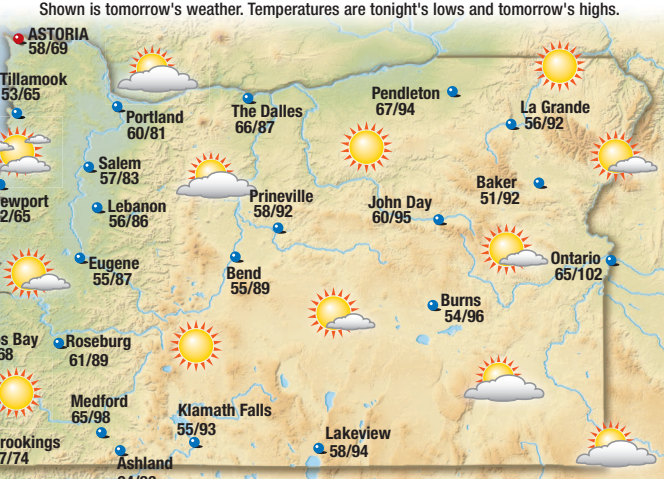 Shown is tomorrow's weather. Temperatures are tonight's lows and tomorrow's highs.
ASTORIA
58/69
Tillamook
53/65
Portland
60/81
The Dalles
66/87
Pendleton
67/94
La Grande
56/92
Salem
57/83
Baker
51/92
ewport
2/65
Lebanon
56/86
Prineville
58/92
John Day
60/95
Eugene
55/87
Bend
55/89
Ontario
65/102
Burns
54/96
s Bay
68
Roseburg
61/89
Medford
65/98
Klamath Falls
55/93
Lakeview
58/94
rookings
7/74
Ashland